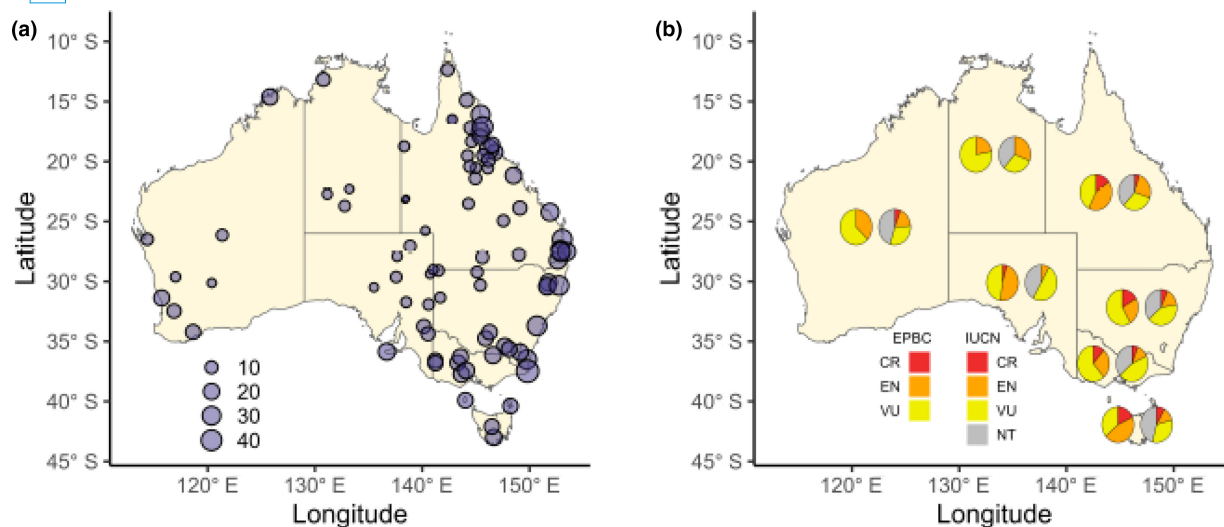 (a)
10° S
15° S
20° S
25° S
30° S
35° S
40° S
45° S
Latitude
10
20
30
40
120° E 130° E 140° E 150° E
Longitude
(b)
10° S
15° S
20° S
25° S
30° S
35° S
40° S
45° S
Latitude
EPBC IUCN
CR CR
EN EN
VU VU
NT
120° E 130° E 140° E 150° E
Longitude